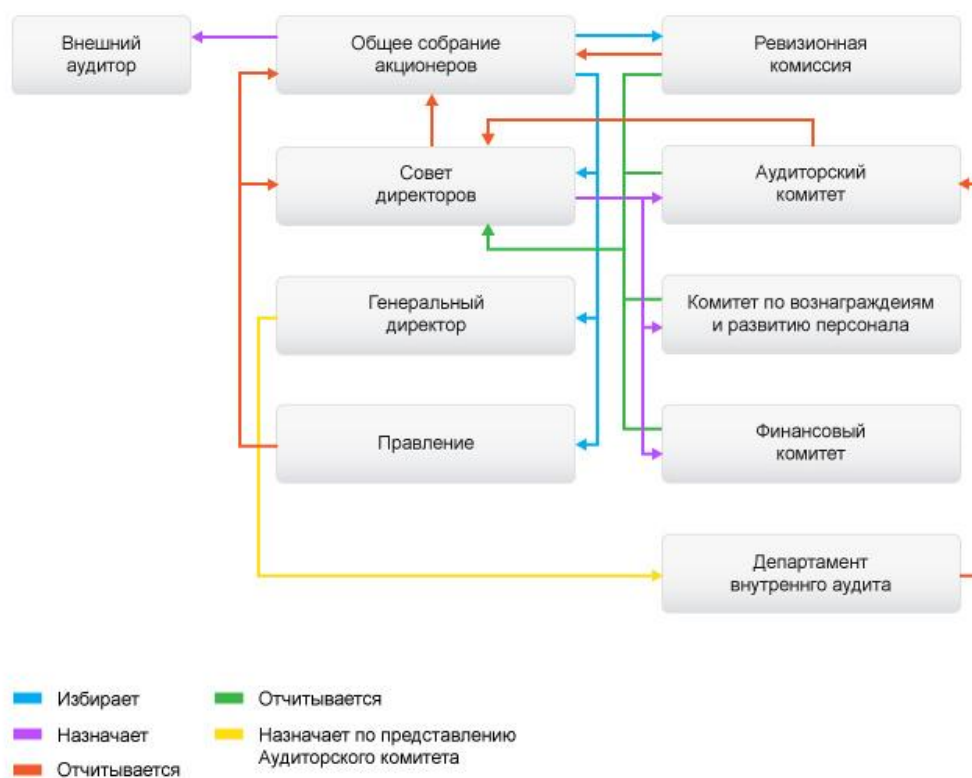 Внешний
аудитор
Общее собрание
акционеров
Ревизионная
комиссия
Совет
директоров
Аудиторский
комитет
Генеральный
директор
Комитет по вознаграждеиям
и развитию персонала
Правление
Финансовый
комитет
Департамент
внутреннго аудита
Избирает
Назначает
Отчитывается
Отчитывается
Назначает по представлению
Аудиторского комитета